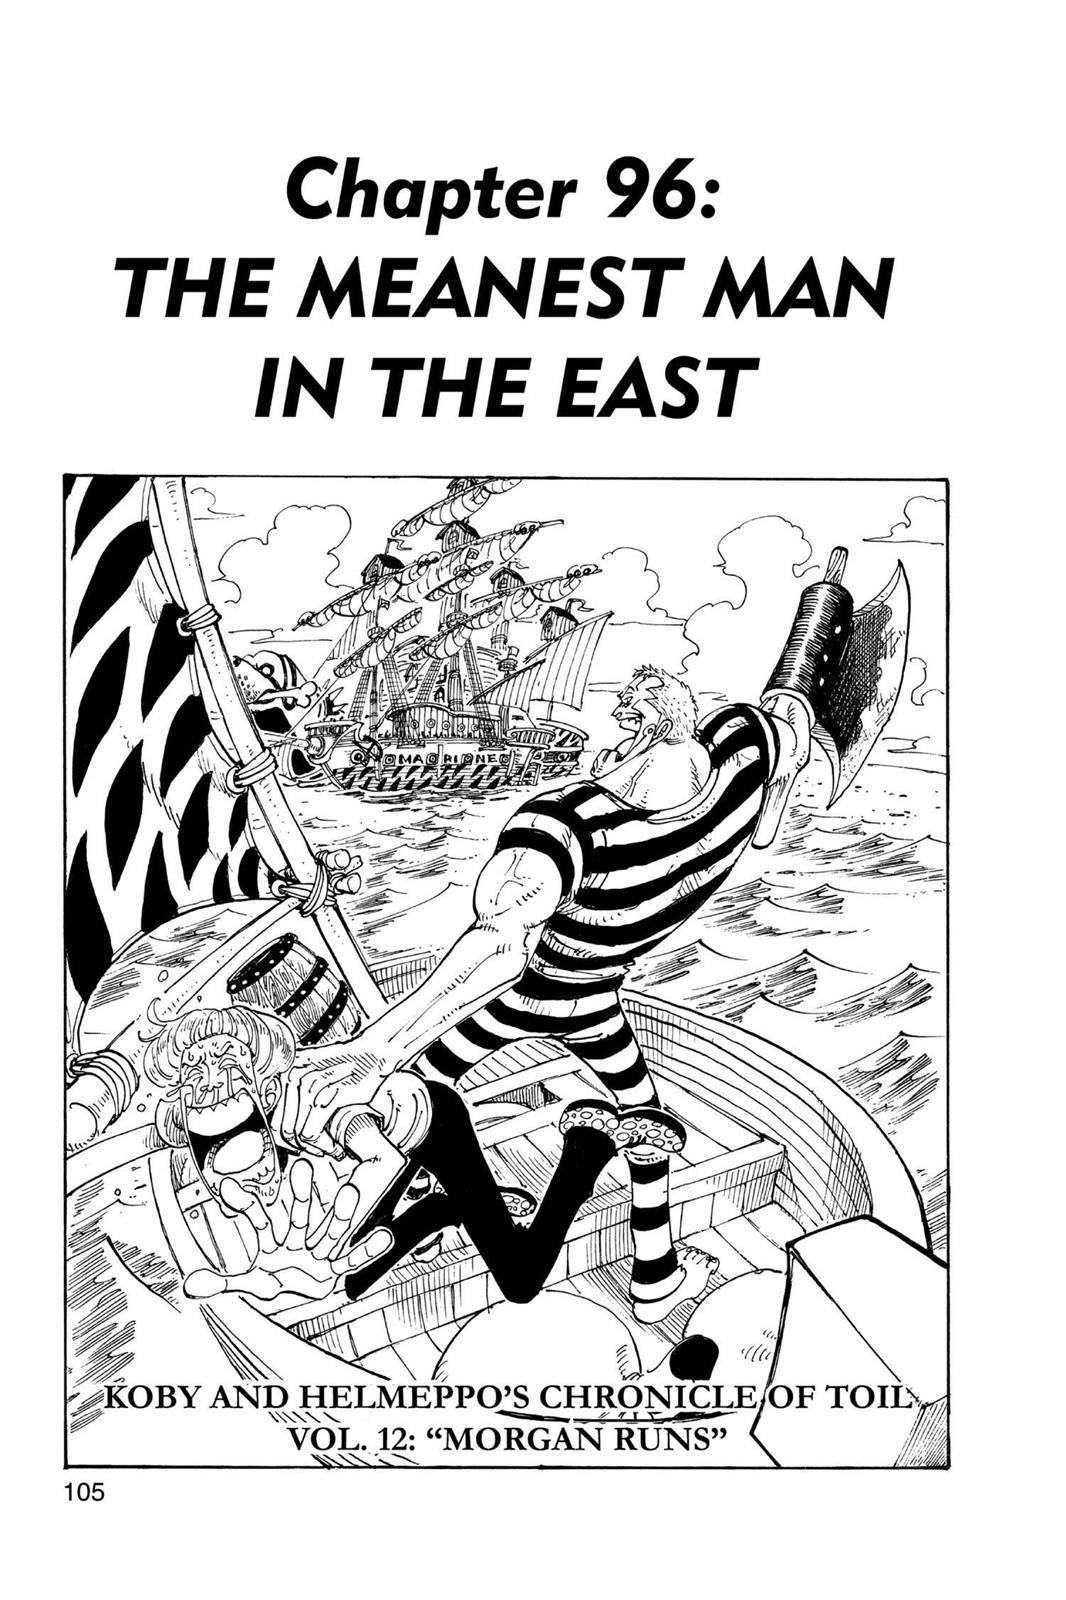 Chapter 96:
THE MEANEST MAN
IN THE EAST
KOBY AND HELMEPPO'S CHRONICLE OF TOIL
VOL. 12: “MORGAN RUNS”
105